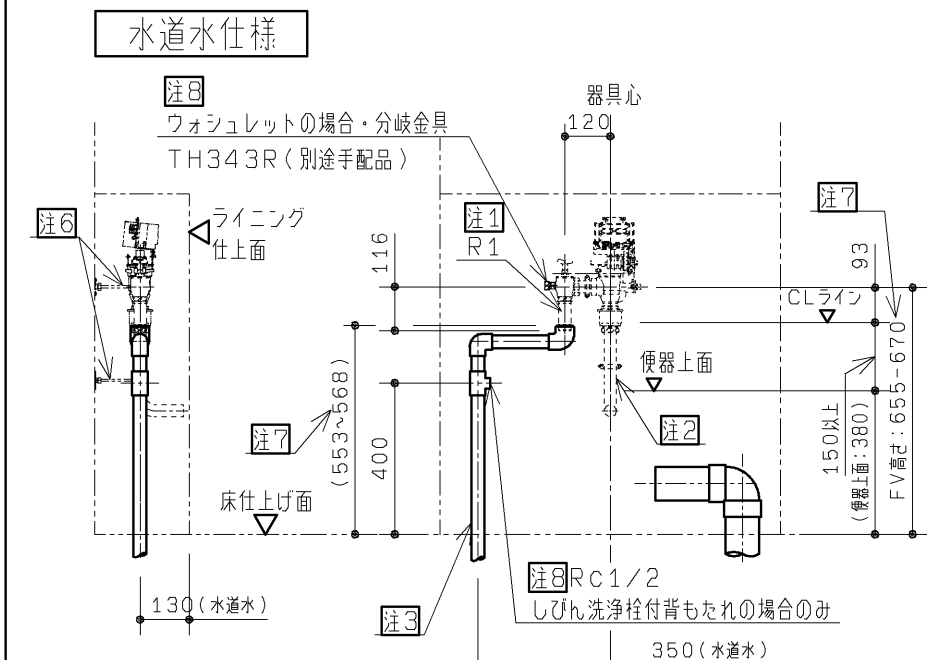 水道水仕様
注8
ウォシュレットの場合・分岐金具
TH343R(別途手配品)
器具心
120
注7
注6
ライニング
仕上面
注1
R1
116
93
CLライン
便器上面
注2
注7
(553~568)
400
150以上
(便器上面:380)
FV高さ:655-670
床仕上げ面
注8 Rc1/2
しびん洗浄栓付背もたれの場合のみ
130(水道水)
注3
350(水道水)